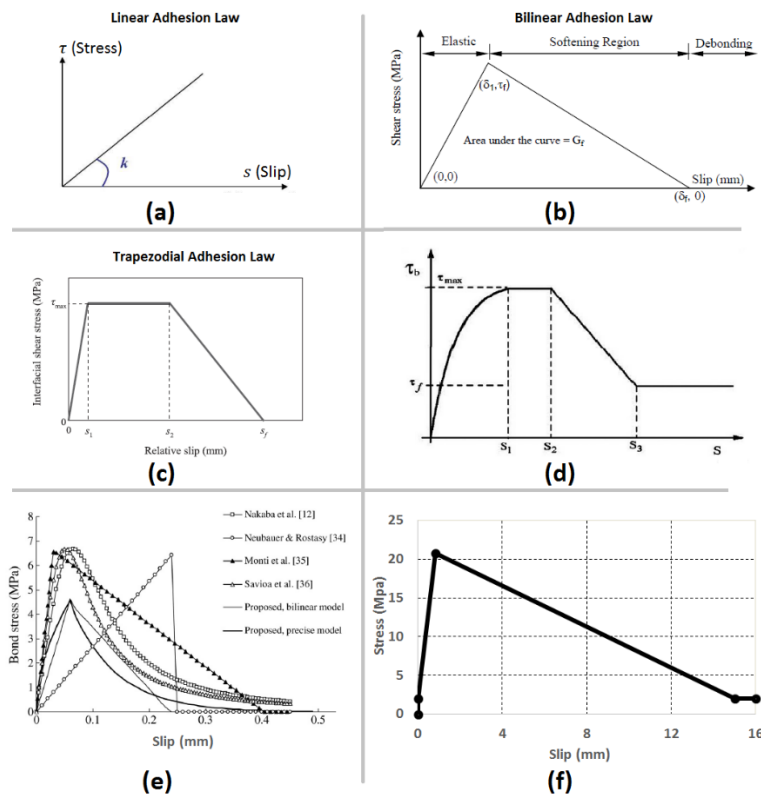 Linear Adhesion Law
τ (Stress)
k
s (Slip)
(a)
Bilinear Adhesion Law
Elastic
Softening Region
Debonding
Shear stress (MPa)
(δ1,τf)
Area under the curve = Gf
(0,0)
Slip (mm)
(δf, 0)
(b)
Trapezodial Adhesion Law
Interfacial shear stress (MPa)
τmax
0
0
s1
s2
sf
Relative slip (mm)
(c)
τb
τmax
τf
s1
s2
s3
s
(d)
Bond stress (MPa)
8
7
6
5
4
3
2
1
0
0
0.1
0.2
0.3
0.4
0.5
Nakaba et al. [12]
Neubauer & Rostasy [34]
Monti et al. [35]
Savioa et al. [36]
Proposed, bilinear model
Proposed, precise model
Slip (mm)
(e)
Stress (Mpa)
25
20
15
10
5
0
0
4
8
12
16
Slip (mm)
(f)